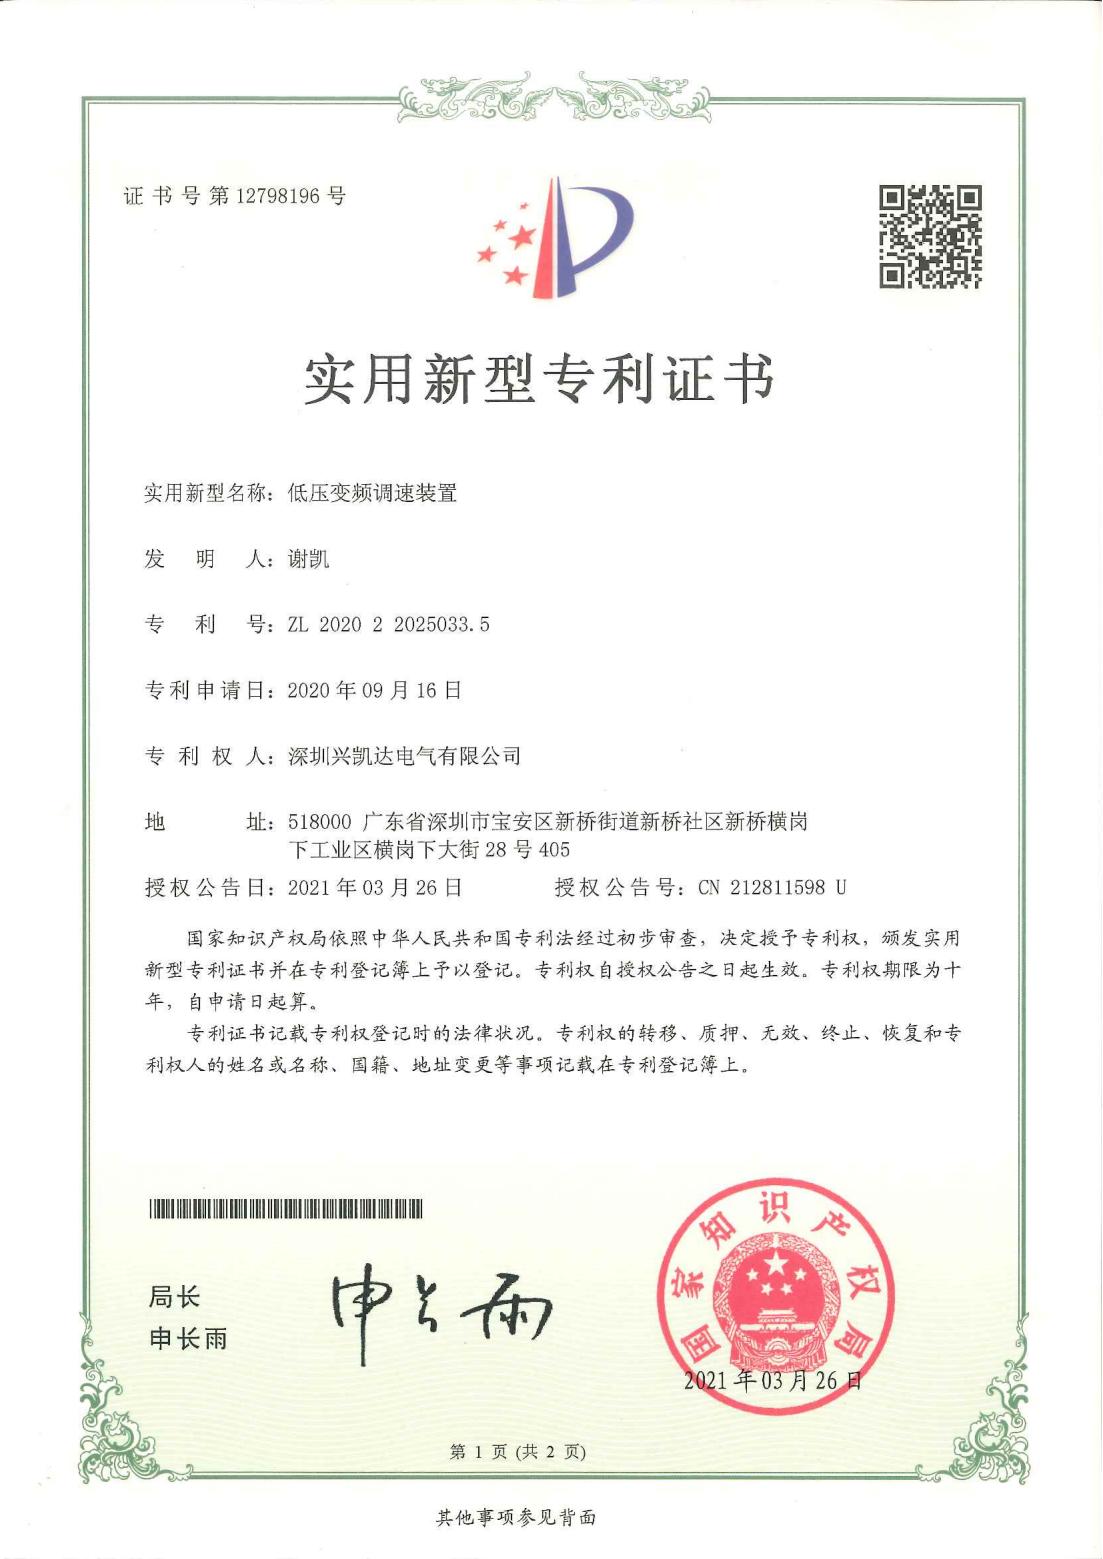 证书号第12798196号
实用新型专利证书
实用新型名称：低压变频调速装置
发明人：谢凯
专利号：ZL 2020 2 2025033.5
专利申请日：2020年09月16日
专利权人：深圳兴凯达电气有限公司
地址：518000 广东省深圳市宝安区新桥街道新桥社区新桥横岗
下工业区横岗下大街28号405
授权公告日：2021年03月26日 授权公告号：CN 212811598 U
国家知识产权局依照中华人民共和国专利法经过初步审查，决定授予专利权，颁发实用
新型专利证书并在专利登记簿上予以登记。专利权自授权公告之日起生效。专利权期限为十
年，自申请日起算。
专利证书记载专利权登记时的法律状况。专利权的转移、质押、无效、终止、恢复和专
利权人的姓名或名称、国籍、地址变更等事项记载在专利登记簿上。
局长
申长雨
申长雨
国家知识产权局
2021年03月26日
第 1 页 (共 2 页)
其他事项参见背面